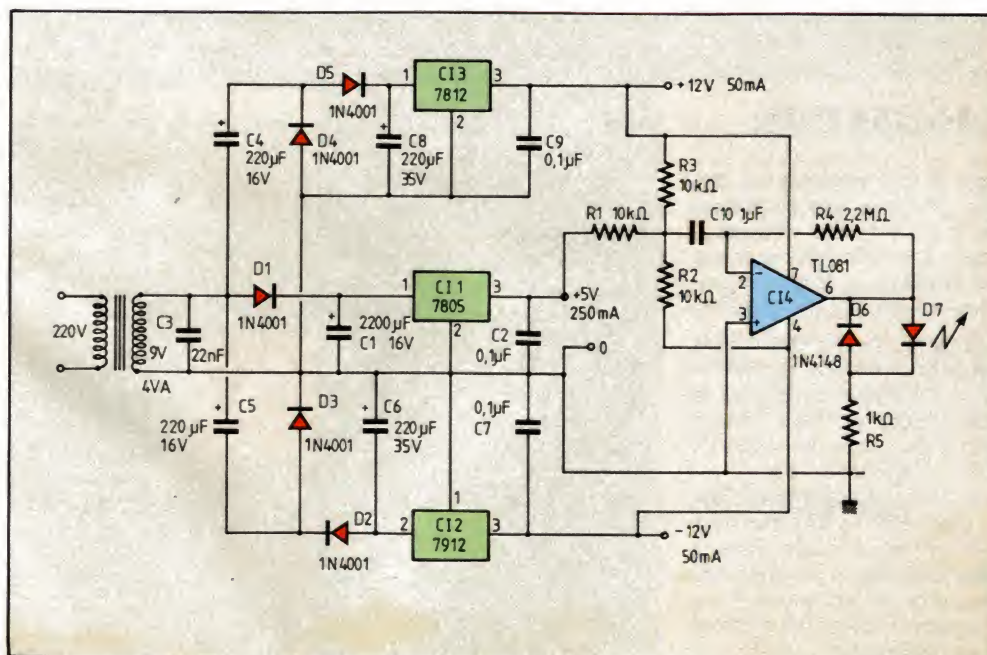 D5
1N4001
1
CI3
7812
3
2
+12V 50mA
C4
220µF
16V
D4
1N4001
C8
220µF
35V
C9
0,1µF
R3
10kΩ
R1 10kΩ
C10 1µF
R4 2,2MΩ
D1
1N4001
1
CI1
7805
3
2
+5V
250mA
R2
10kΩ
2
3
CI4
7
TL081
6
4
D6
1N4148
D7
220V
9V
4VA
C3
22nF
2200µF
C1 16V
C2
0,1µF
0
C5
220µF
16V
D3
1N4001
C6
220µF
35V
0,1µF
C7
1kΩ
R5
D2
1N4001
2
1
CI2
7912
3
-12V
50mA